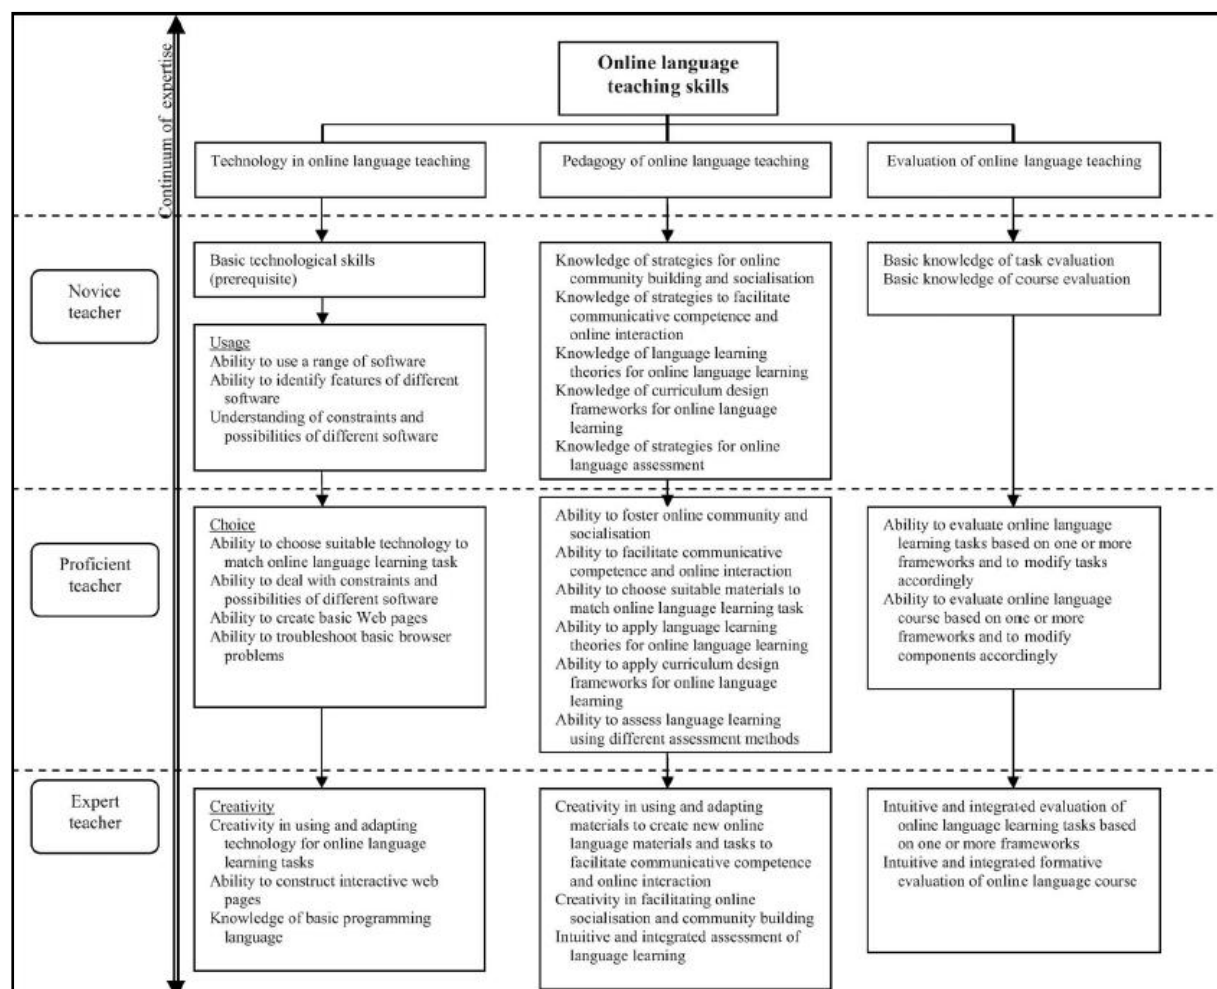 Continuum of expertise
Online language
teaching skills
Technology in online language teaching
Pedagogy of online language teaching
Evaluation of online language teaching
Novice
teacher
Basic technological skills
(prerequisite)
Usage
Ability to use a range of software
Ability to identify features of different
software
Understanding of constraints and
possibilities of different software
Knowledge of strategies for online
community building and socialisation
Knowledge of strategies to facilitate
communicative competence and
online interaction
Knowledge of language learning
theories for online language learning
Knowledge of curriculum design
frameworks for online language
learning
Knowledge of strategies for online
language assessment
Basic knowledge of task evaluation
Basic knowledge of course evaluation
Proficient
teacher
Choice
Ability to choose suitable technology to
match online language learning task
Ability to deal with constraints and
possibilities of different software
Ability to create basic Web pages
Ability to troubleshoot basic browser
problems
Ability to foster online community and
socialisation
Ability to facilitate communicative
competence and online interaction
Ability to choose suitable materials to
match online language learning task
Ability to apply language learning
theories for online language learning
Ability to apply curriculum design
frameworks for online language
learning
Ability to assess language learning
using different assessment methods
Ability to evaluate online language
learning tasks based on one or more
frameworks and to modify tasks
accordingly
Ability to evaluate online language
course based on one or more
frameworks and to modify
components accordingly
Expert
teacher
Creativity
Creativity in using and adapting
technology for online language
learning tasks
Ability to construct interactive web
pages
Knowledge of basic programming
language
Creativity in using and adapting
materials to create new online
language materials and tasks to
facilitate communicative competence
and online interaction
Creativity in facilitating online
socialisation and community building
Intuitive and integrated assessment of
language learning
Intuitive and integrated evaluation of
online language learning tasks based
on one or more frameworks
Intuitive and integrated formative
evaluation of online language course